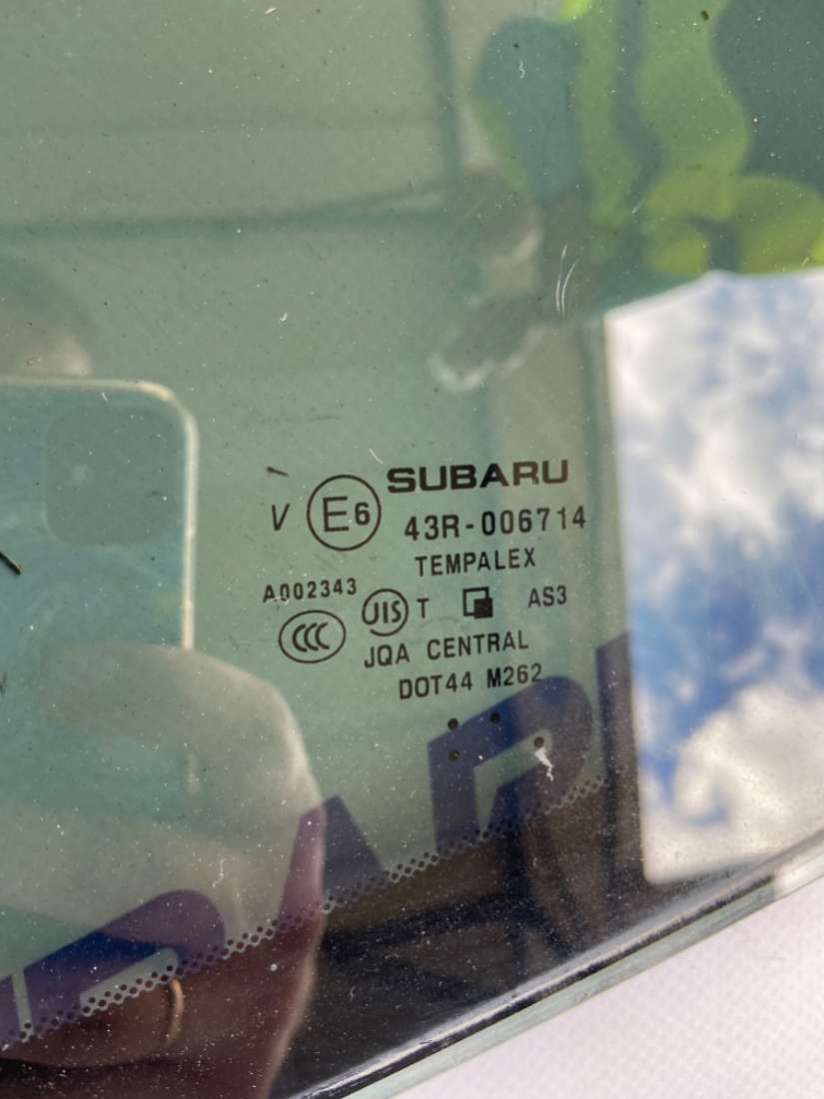 SUBARU
V E6 43R-006714
TEMPALEX
A002343
CCC JIS T AS3
JQA CENTRAL
DOT44 M262